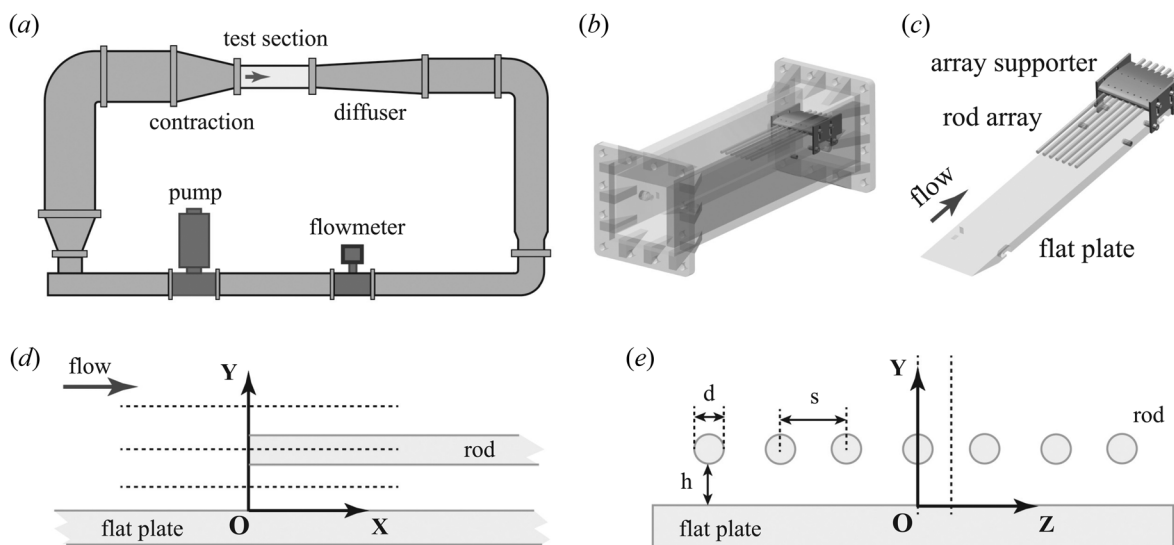 (a)
test section
contraction
diffuser
pump
flowmeter
(b)
(c)
array supporter
rod array
flow
flat plate
(d)
flow
Y
rod
flat plate
O
X
(e)
Y
d
s
rod
h
flat plate
O
Z